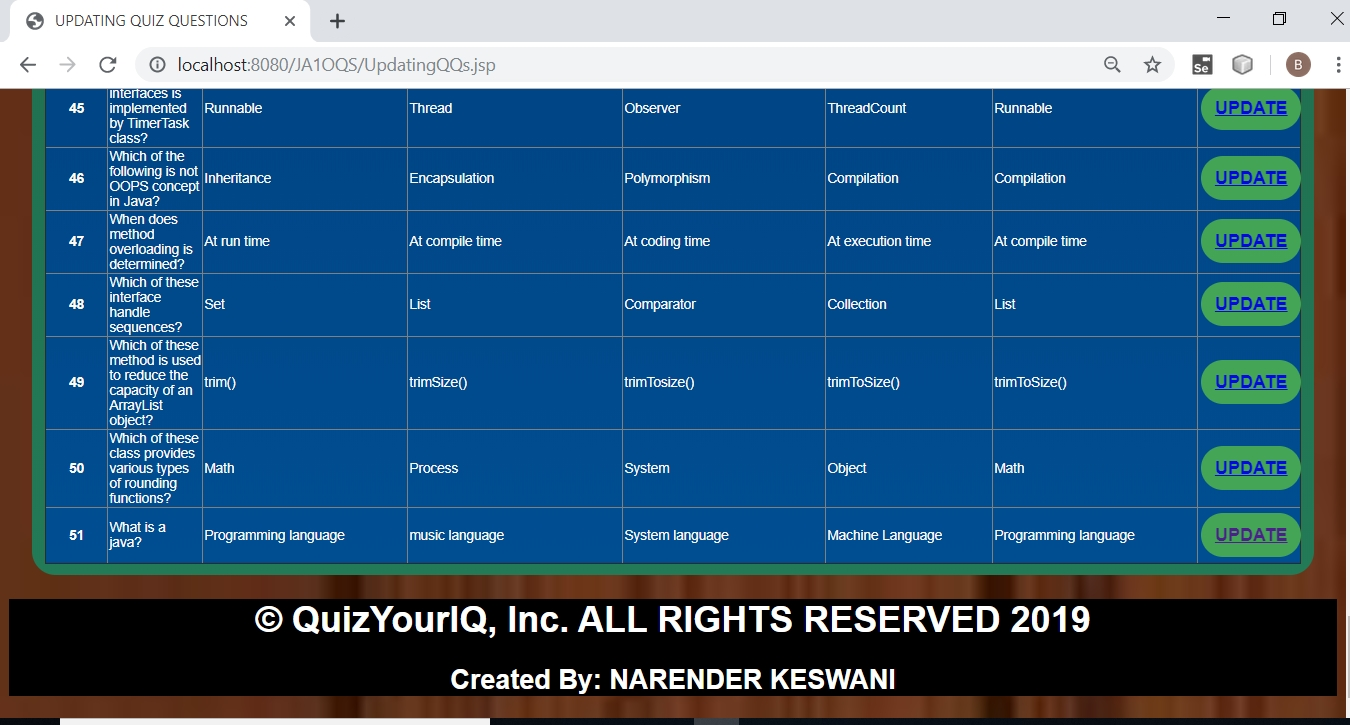 UPDATING QUIZ QUESTIONS
localhost:8080/JA1OQS/UpdatingQQs.jsp
Se
B
interfaces is
45 implemented Runnable Thread Observer ThreadCount Runnable UPDATE
by TimerTask
class?
Which of the
following is not
46 OOPS concept Inheritance Encapsulation Polymorphism Compilation Compilation UPDATE
in Java?
When does
method
47 overloading is At run time At compile time At coding time At execution time At compile time UPDATE
determined?
Which of these
interface
48 handle Set List Comparator Collection List UPDATE
sequences?
Which of these
method is used
to reduce the
49 capacity of an trim() trimSize() trimTosize() trimToSize() trimToSize() UPDATE
ArrayList
object?
Which of these
class provides
50 various types Math Process System Object Math UPDATE
of rounding
functions?
What is a
51 java? Programming language music language System language Machine Language Programming language UPDATE
© QuizYourIQ, Inc. ALL RIGHTS RESERVED 2019
Created By: NARENDER KESWANI